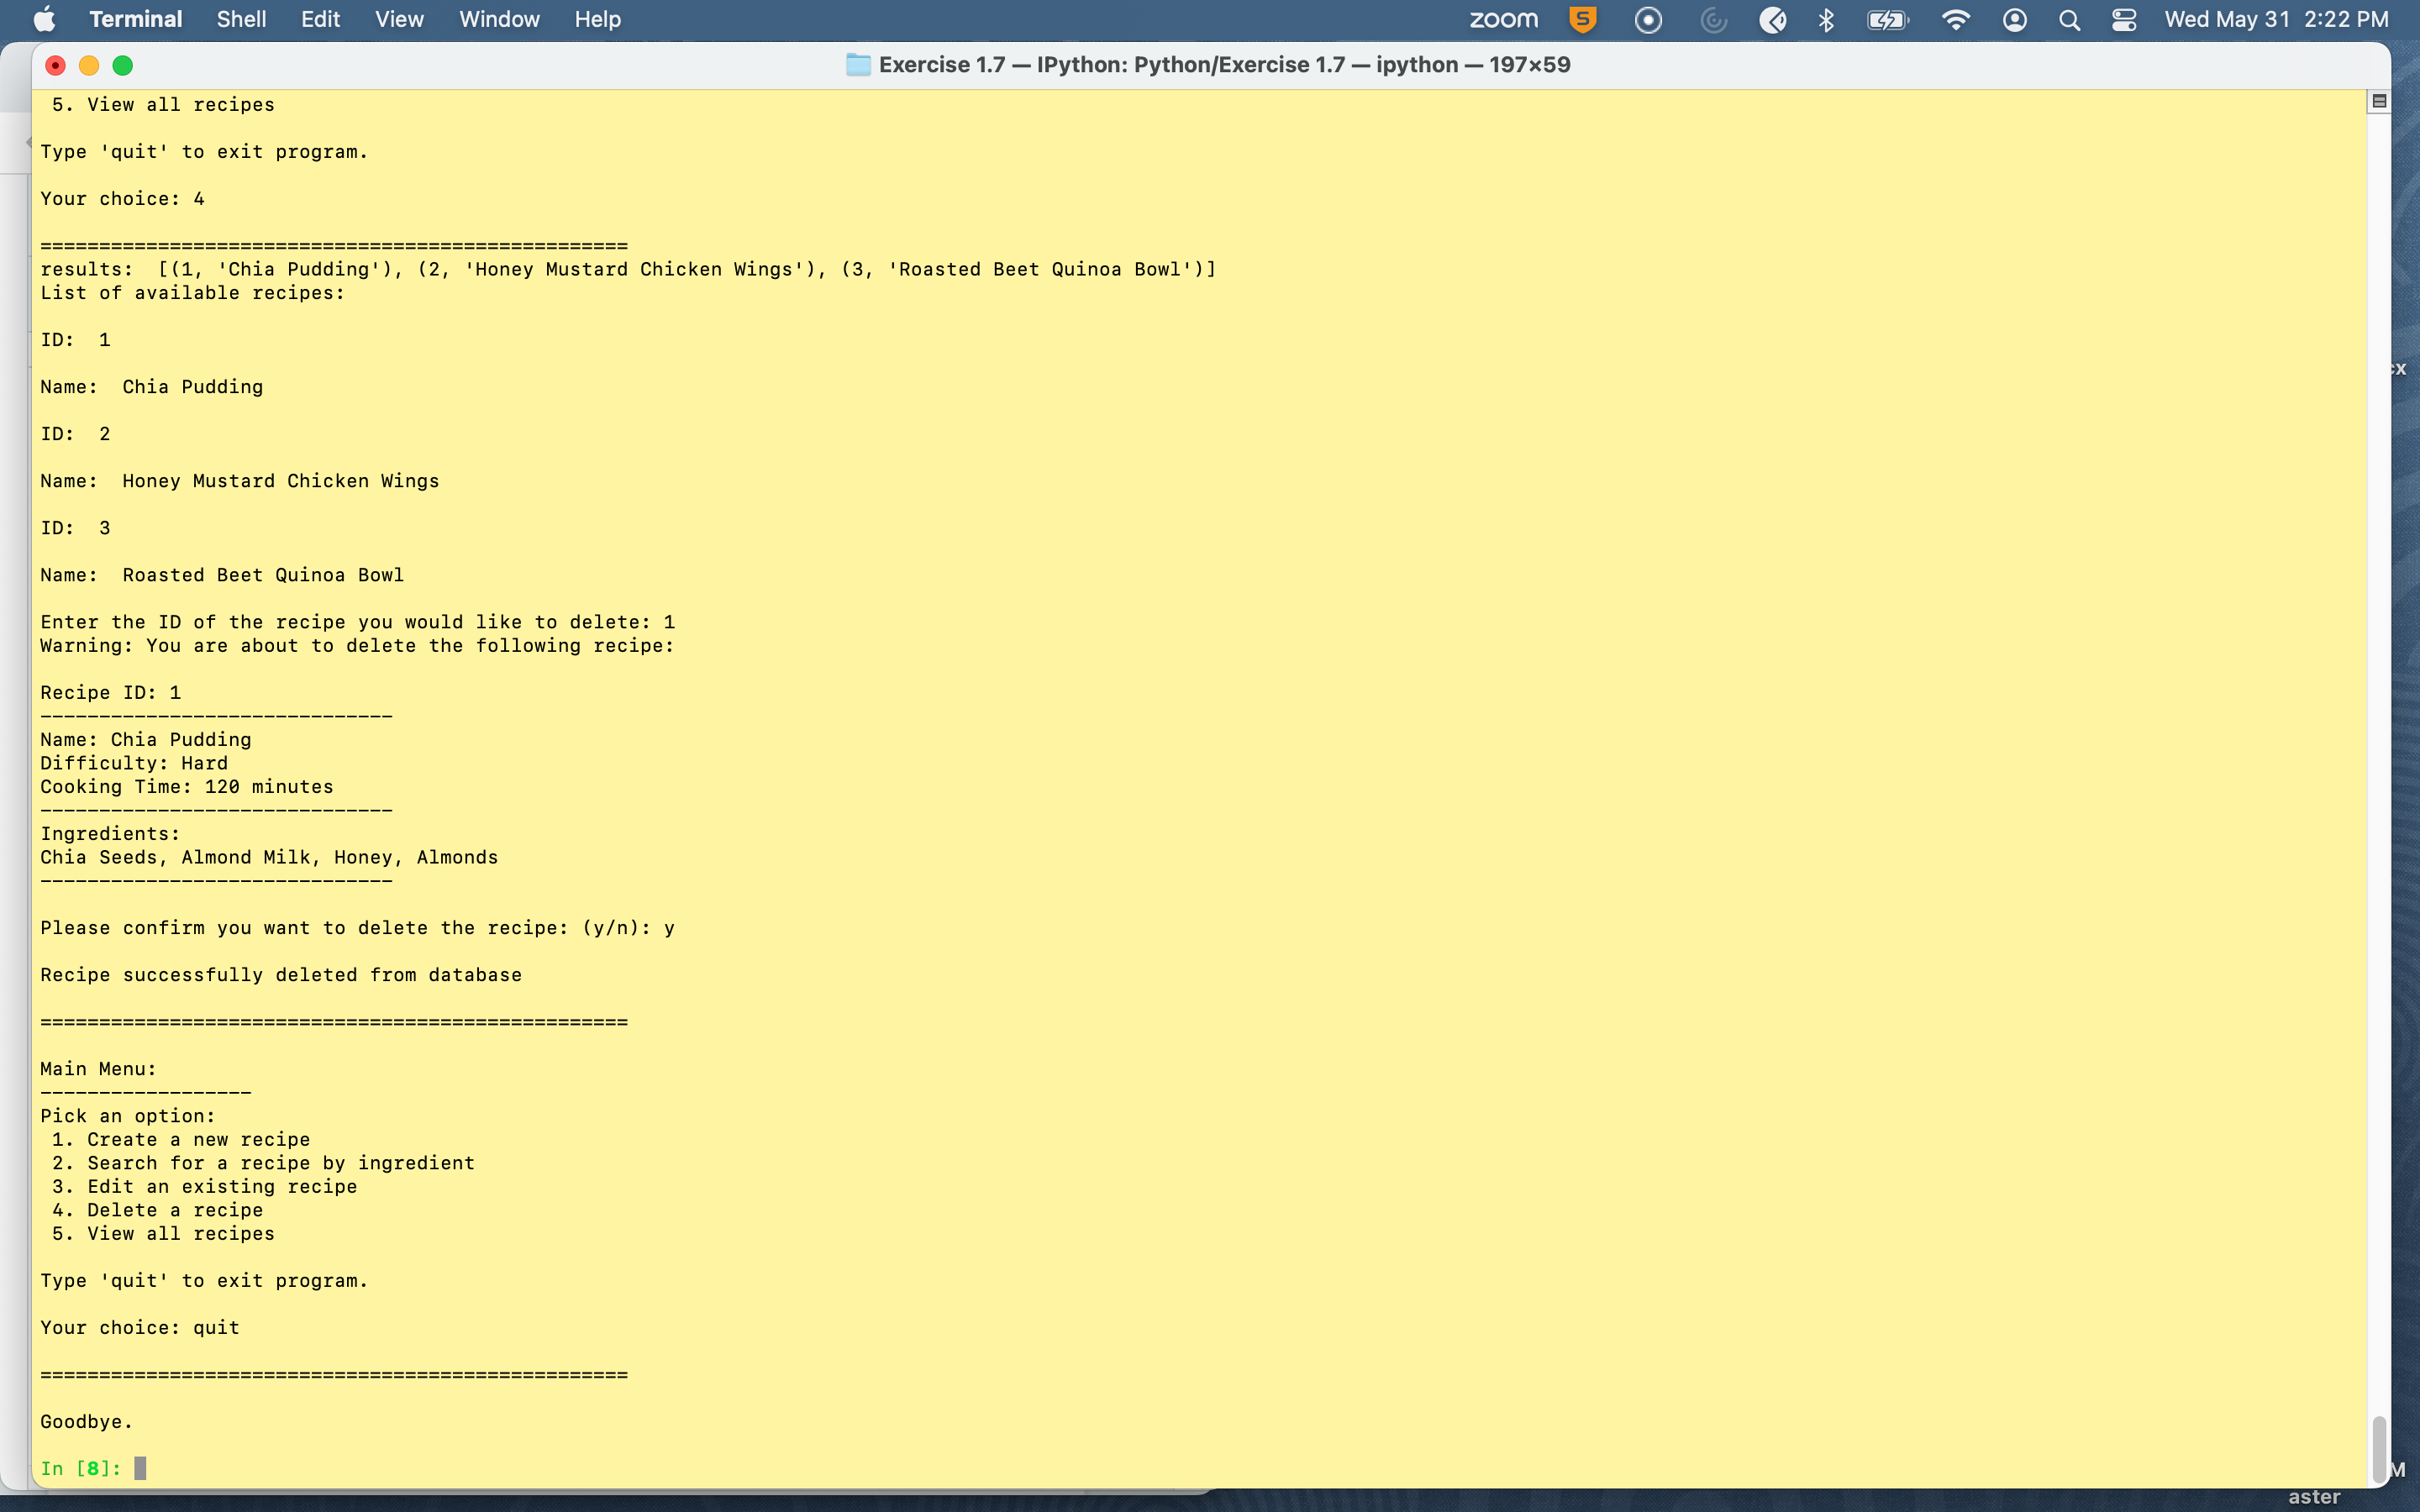 Terminal Shell Edit View Window Help zoom S Wed May 31 2:22 PM
Exercise 1.7 — IPython: Python/Exercise 1.7 — ipython — 197×59
5. View all recipes
Type 'quit' to exit program.
Your choice: 4
==================================================
results:  [(1, 'Chia Pudding'), (2, 'Honey Mustard Chicken Wings'), (3, 'Roasted Beet Quinoa Bowl')]
List of available recipes:
ID:  1
Name:  Chia Pudding
ID:  2
Name:  Honey Mustard Chicken Wings
ID:  3
Name:  Roasted Beet Quinoa Bowl
Enter the ID of the recipe you would like to delete: 1
Warning: You are about to delete the following recipe:
Recipe ID: 1
------------------------------
Name: Chia Pudding
Difficulty: Hard
Cooking Time: 120 minutes
------------------------------
Ingredients:
Chia Seeds, Almond Milk, Honey, Almonds
------------------------------
Please confirm you want to delete the recipe: (y/n): y
Recipe successfully deleted from database
==================================================
Main Menu:
------------------
Pick an option:
1. Create a new recipe
2. Search for a recipe by ingredient
3. Edit an existing recipe
4. Delete a recipe
5. View all recipes
Type 'quit' to exit program.
Your choice: quit
==================================================
Goodbye.
In [8]:
cx
M
aster